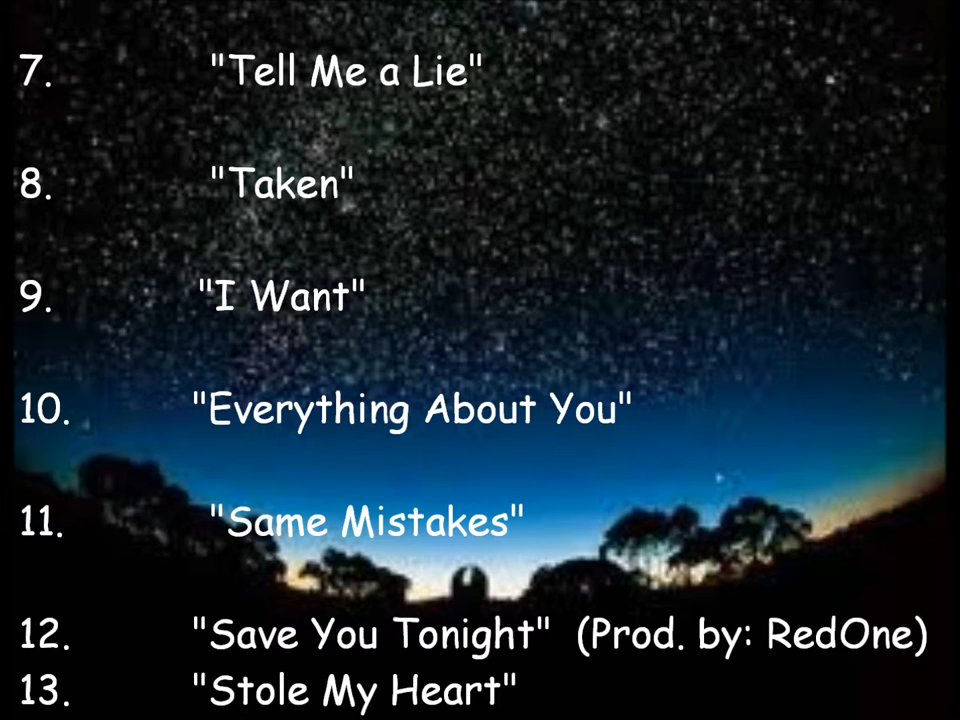 7. "Tell Me a Lie"
8. "Taken"
9. "I Want"
10. "Everything About You"
11. "Same Mistakes"
12. "Save You Tonight" (Prod. by: RedOne)
13. "Stole My Heart"